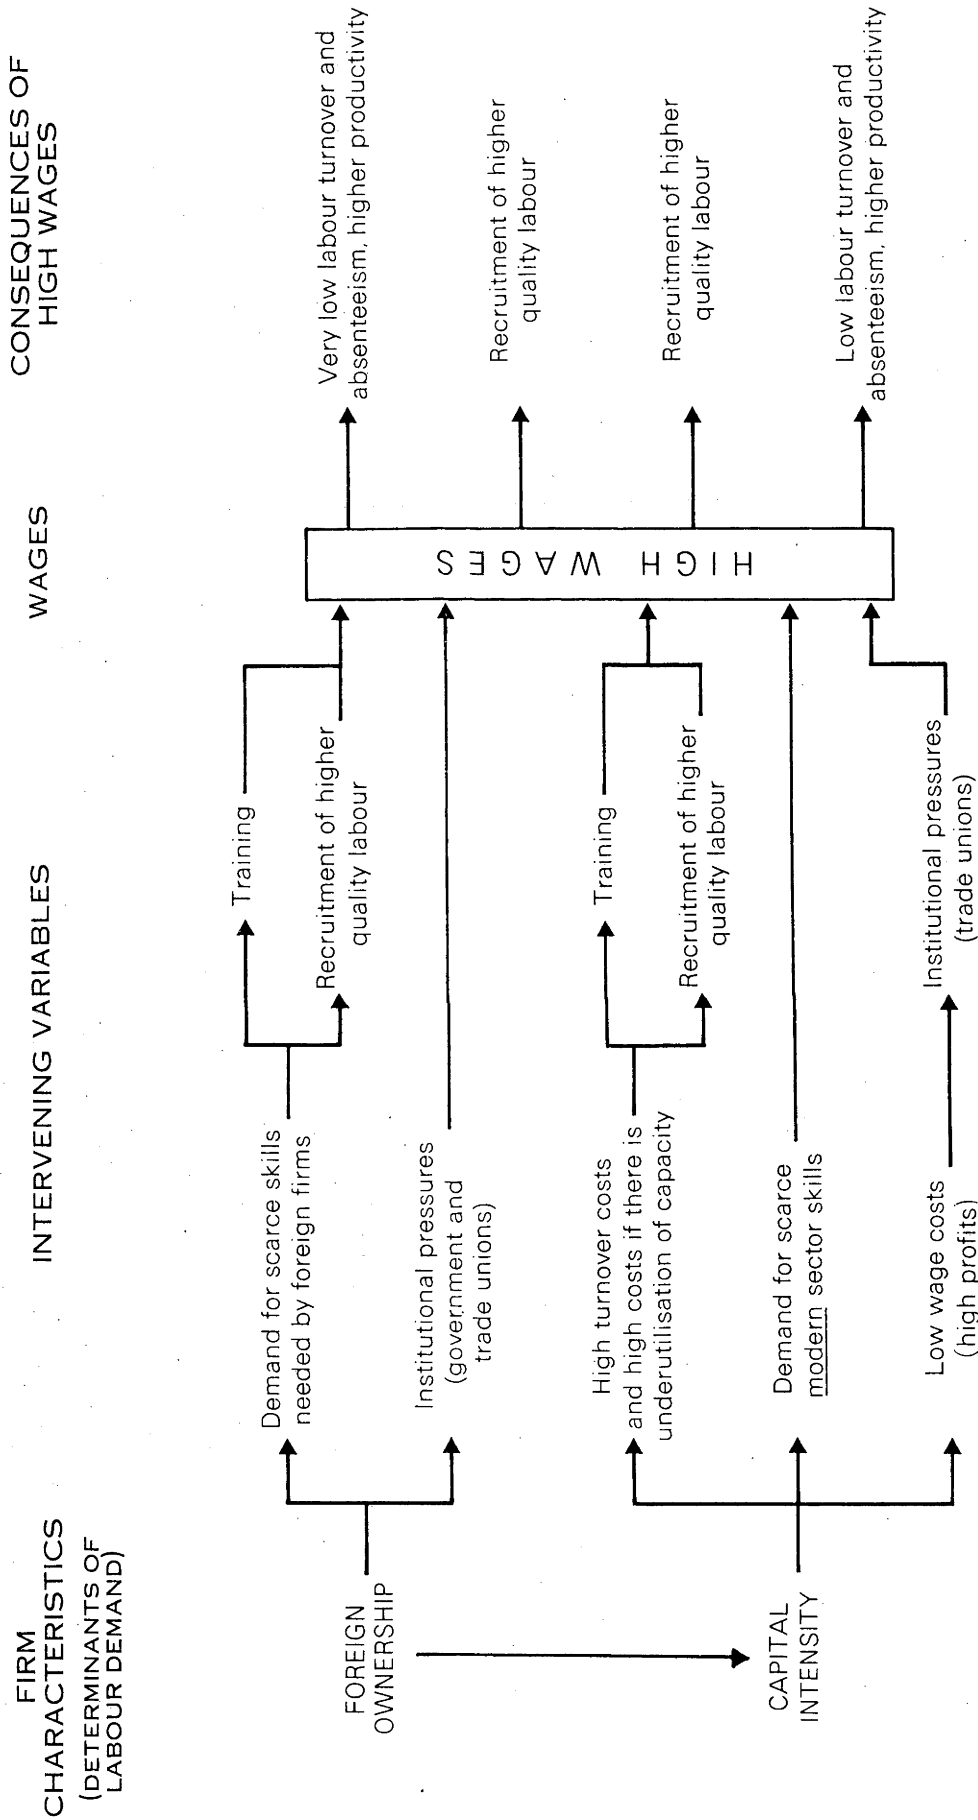 FIRM
CHARACTERISTICS
(DETERMINANTS OF
LABOUR DEMAND)
INTERVENING VARIABLES
WAGES
CONSEQUENCES OF
HIGH WAGES
FOREIGN
OWNERSHIP
Demand for scarce skills
needed by foreign firms
Training
Recruitment of higher
quality labour
Institutional pressures
(government and
trade unions)
CAPITAL
INTENSITY
High turnover costs
and high costs if there is
underutilisation of capacity
Training
Recruitment of higher
quality labour
Demand for scarce
modern sector skills
Low wage costs
(high profits)
Institutional pressures
(trade unions)
HIGH WAGES
Very low labour turnover and
absenteeism, higher productivity
Recruitment of higher
quality labour
Recruitment of higher
quality labour
Low labour turnover and
absenteeism, higher productivity